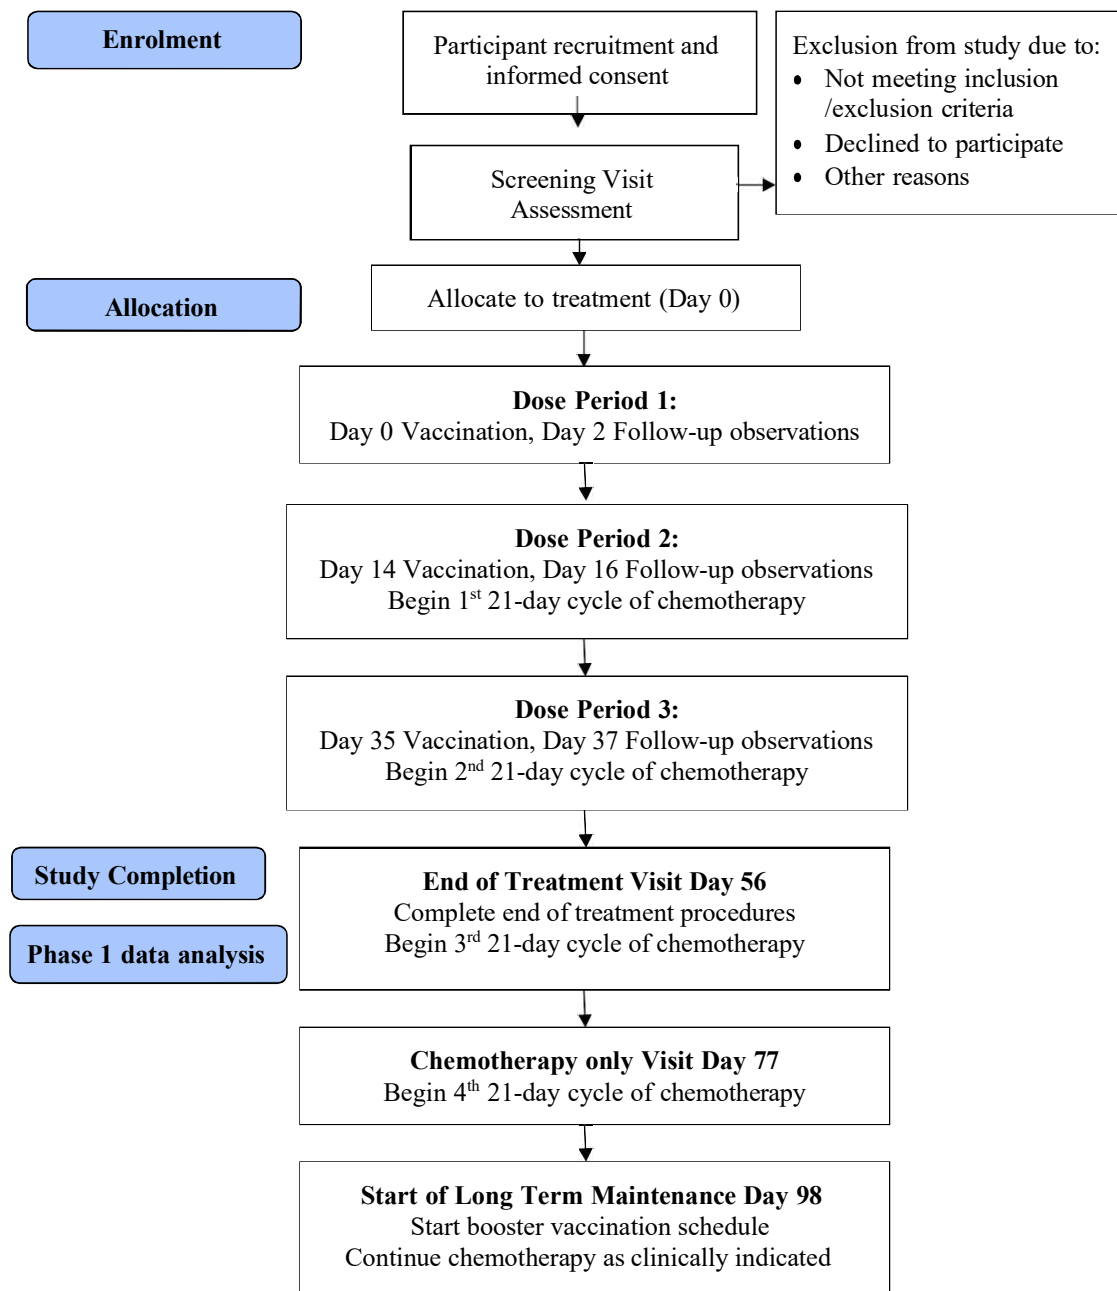 Enrolment
Participant recruitment and
informed consent
Exclusion from study due to:
• Not meeting inclusion
/exclusion criteria
• Declined to participate
• Other reasons
Screening Visit
Assessment
Allocation
Allocate to treatment (Day 0)
Dose Period 1:
Day 0 Vaccination, Day 2 Follow-up observations
Dose Period 2:
Day 14 Vaccination, Day 16 Follow-up observations
Begin 1st 21-day cycle of chemotherapy
Dose Period 3:
Day 35 Vaccination, Day 37 Follow-up observations
Begin 2nd 21-day cycle of chemotherapy
Study Completion
Phase 1 data analysis
End of Treatment Visit Day 56
Complete end of treatment procedures
Begin 3rd 21-day cycle of chemotherapy
Chemotherapy only Visit Day 77
Begin 4th 21-day cycle of chemotherapy
Start of Long Term Maintenance Day 98
Start booster vaccination schedule
Continue chemotherapy as clinically indicated